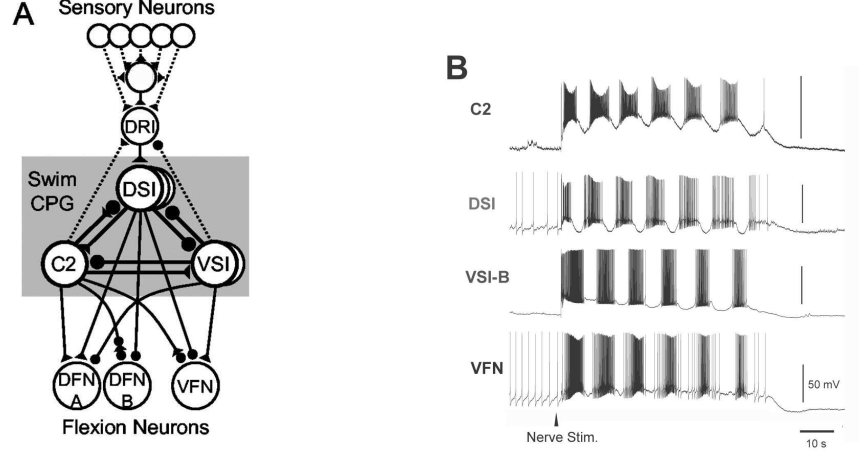 A
Sensory Neurons
DRI
Swim
CPG
DSI
C2
VSI
DFN
A
DFN
B
VFN
Flexion Neurons
B
C2
DSI
VSI-B
VFN
50 mV
Nerve Stim.
10 s